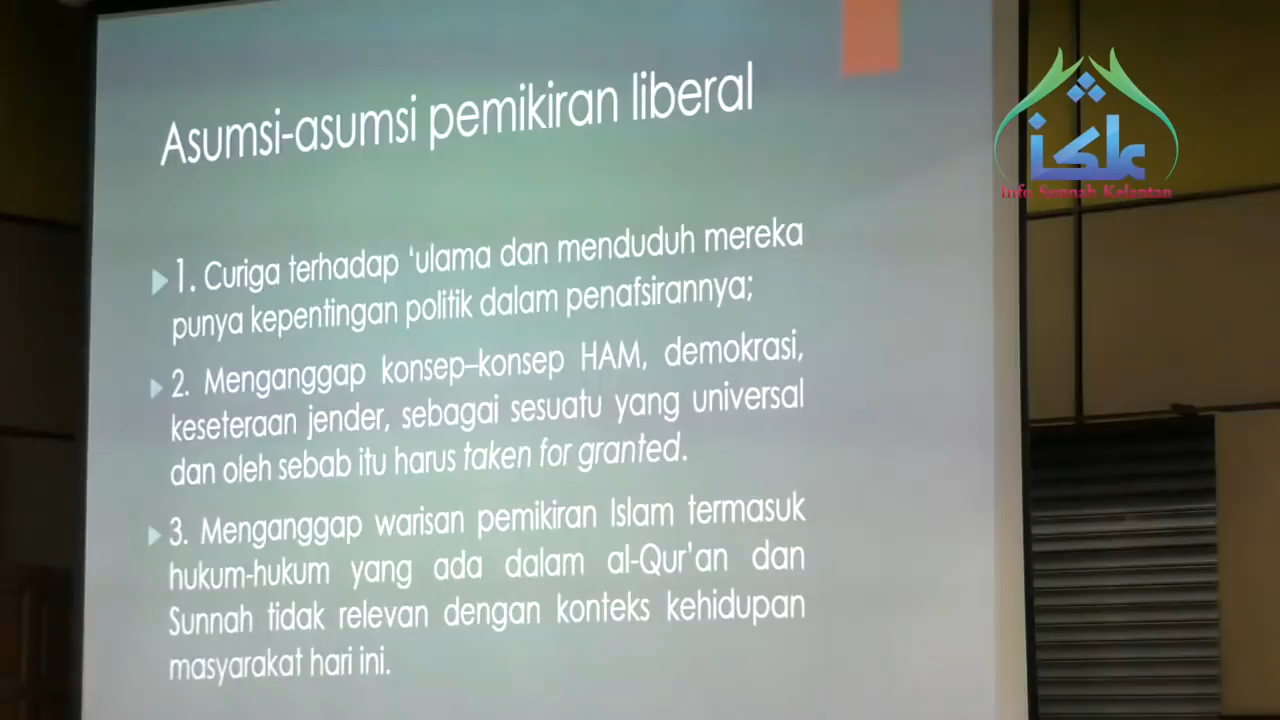 Asumsi-asumsi pemikiran liberal
1. Curiga terhadap ‘ulama dan menduduh mereka
punya kepentingan politik dalam penafsirannya;
2. Menganggap konsep–konsep HAM, demokrasi,
keseteraan jender, sebagai sesuatu yang universal
dan oleh sebab itu harus taken for granted.
3. Menganggap warisan pemikiran Islam termasuk
hukum-hukum yang ada dalam al-Qur'an dan
Sunnah tidak relevan dengan konteks kehidupan
masyarakat hari ini.
Info Sunnah Kelantan